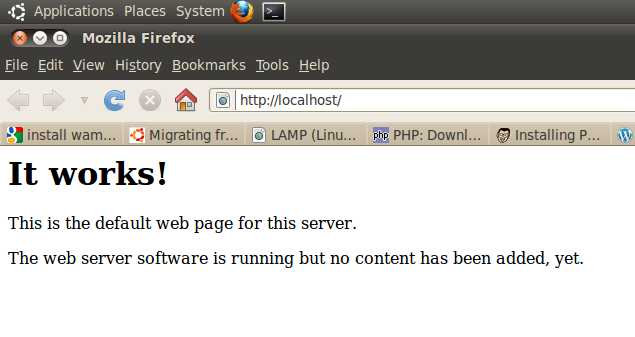 Applications Places System
Mozilla Firefox
File Edit View History Bookmarks Tools Help
http://localhost/
install wam... Migrating fr... LAMP (Linu... php PHP: Downl... Installing P...
It works!
This is the default web page for this server.
The web server software is running but no content has been added, yet.